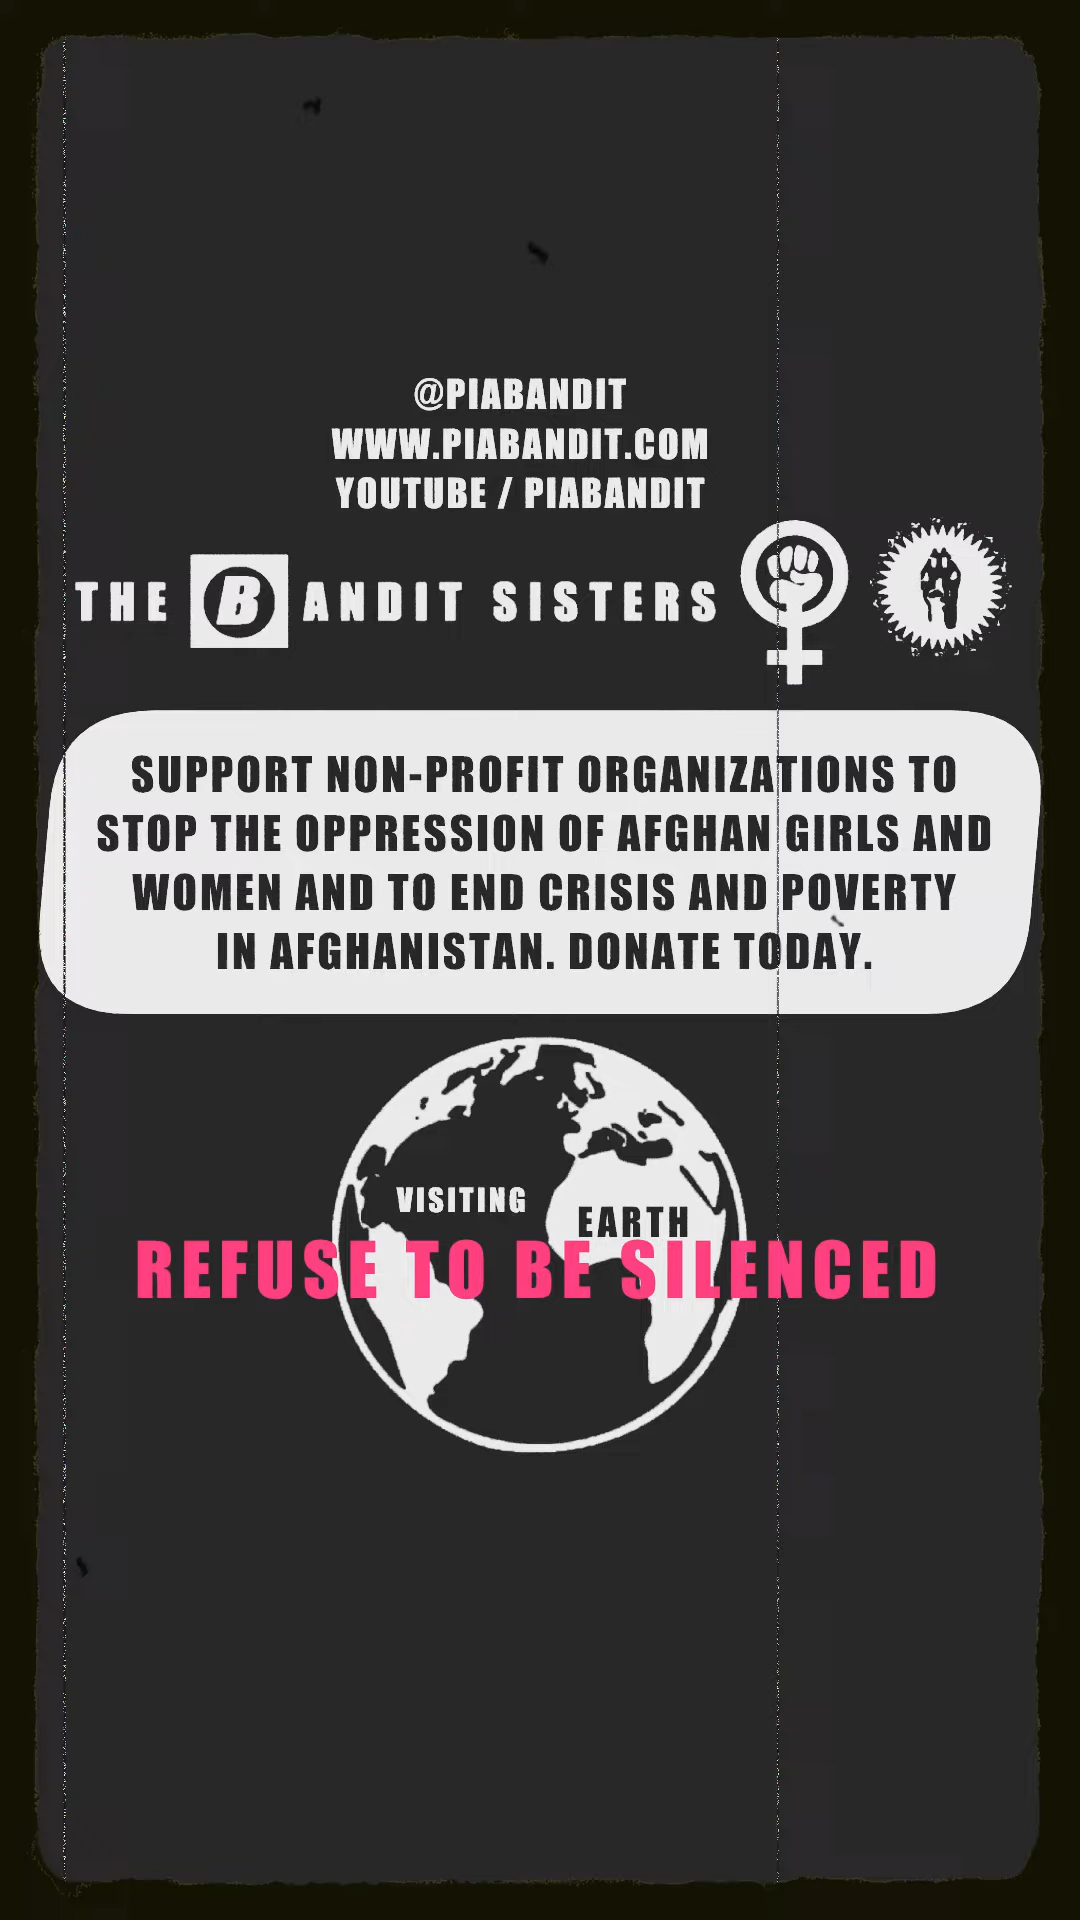 @PIABANDIT
WWW.PIABANDIT.COM
YOUTUBE / PIABANDIT
THE BANDIT SISTERS
SUPPORT NON-PROFIT ORGANIZATIONS TO
STOP THE OPPRESSION OF AFGHAN GIRLS AND
WOMEN AND TO END CRISIS AND POVERTY
IN AFGHANISTAN. DONATE TODAY.
VISITING EARTH
REFUSE TO BE SILENCED